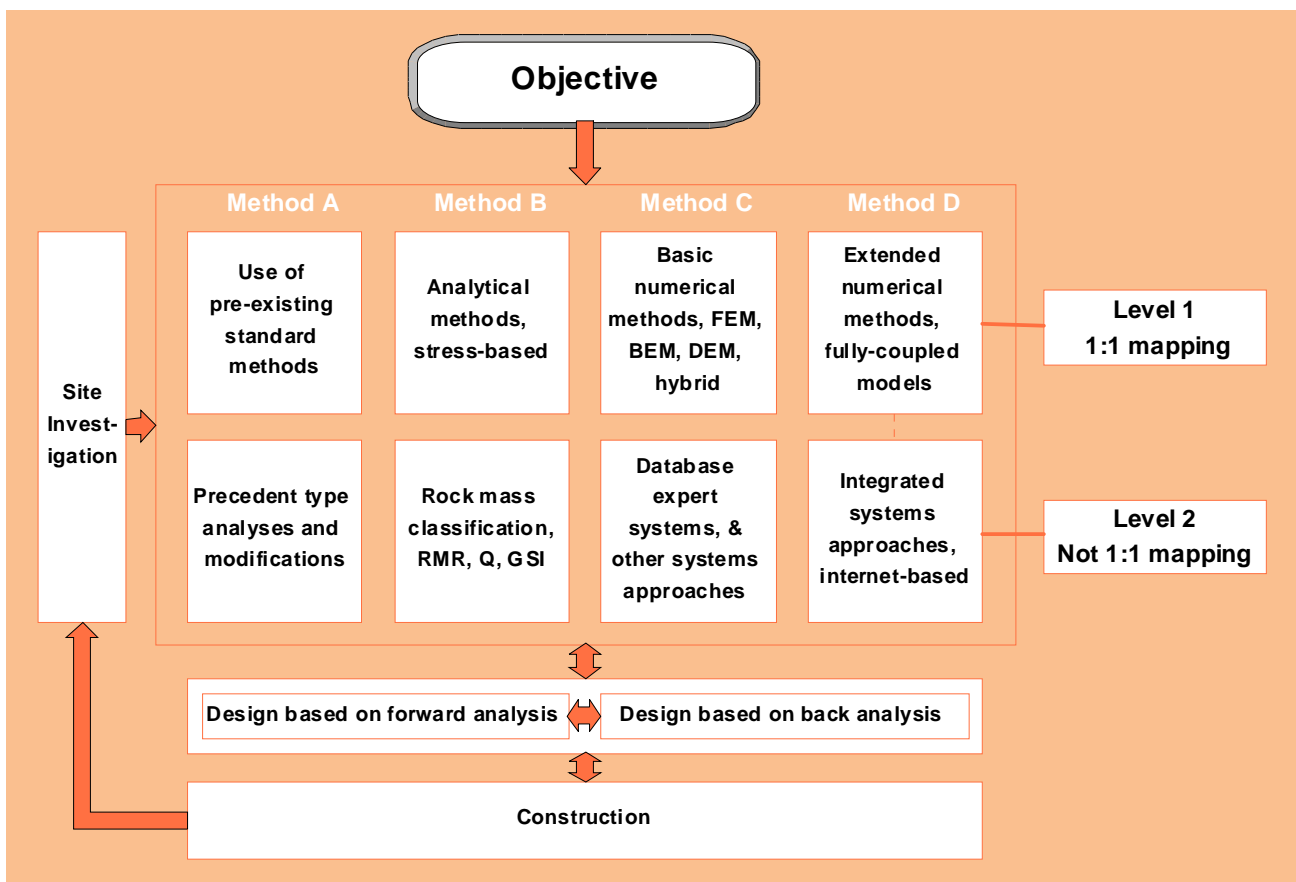 Objective
Method A
Method B
Method C
Method D
Use of
pre-existing
standard
methods
Analytical
methods,
stress-based
Basic
numerical
methods, FEM,
BEM, DEM,
hybrid
Extended
numerical
methods,
fully-coupled
models
Level 1
1:1 mapping
Site
Invest-
igation
Precedent type
analyses and
modifications
Rock mass
classification,
RMR, Q, GSI
Database
expert
systems, &
other systems
approaches
Integrated
systems
approaches,
internet-based
Level 2
Not 1:1 mapping
Design based on forward analysis
Design based on back analysis
Construction